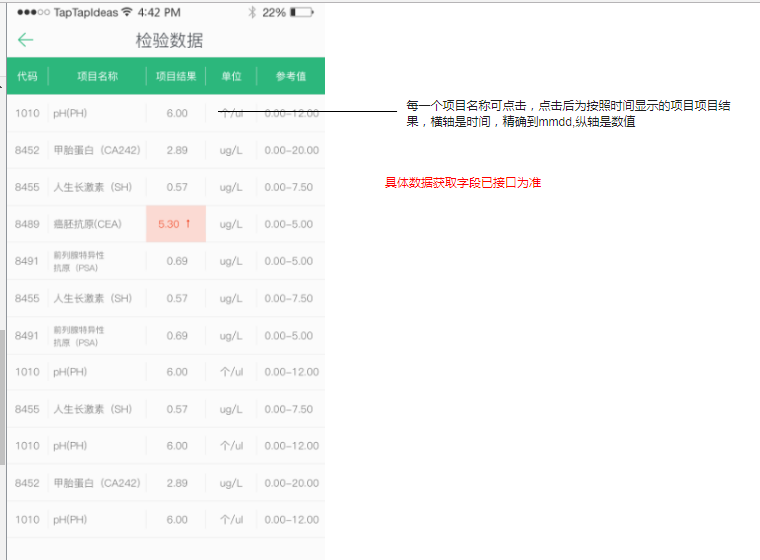 TapTapIdeas 4:42 PM 22%
检验数据
代码 项目名称 项目结果 单位 参考值
1010 pH(PH) 6.00 个/ul 0.00-12.00
每一个项目名称可点击，点击后为按照时间显示的项目项目结
果，横轴是时间，精确到mmdd,纵轴是数值
8452 甲胎蛋白（CA242） 2.89 ug/L 0.00-20.00
具体数据获取字段已接口为准
8455 人生长激素（SH） 0.57 ug/L 0.00-7.50
8489 癌胚抗原(CEA） 5.30 ↑ ug/L 0.00-5.00
8491 前列腺特异性
抗原（PSA） 0.69 ug/L 0.00-5.00
8455 人生长激素（SH） 0.57 ug/L 0.00-7.50
8491 前列腺特异性
抗原（PSA） 0.69 ug/L 0.00-5.00
1010 pH(PH) 6.00 个/ul 0.00-12.00
8455 人生长激素（SH） 0.57 ug/L 0.00-7.50
1010 pH(PH) 6.00 个/ul 0.00-12.00
8452 甲胎蛋白（CA242） 2.89 ug/L 0.00-20.00
1010 pH(PH) 6.00 个/ul 0.00-12.00